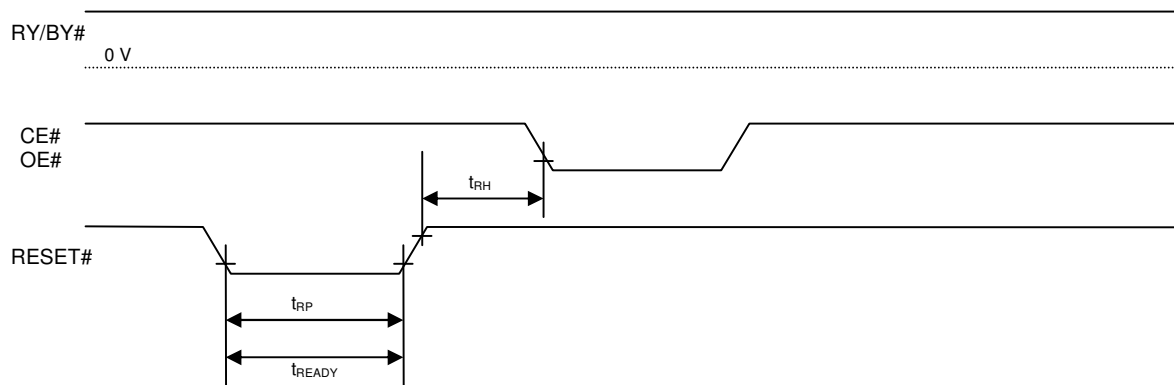 RY/BY#
0 V
CE#
OE#
tRH
RESET#
tRP
tREADY